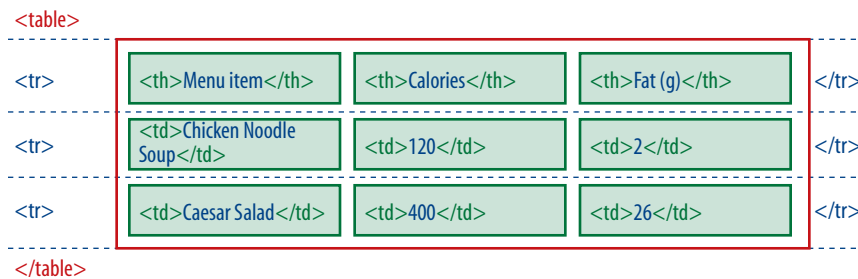 <table>
<tr> <th>Menu item</th> <th>Calories</th> <th>Fat (g)</th> </tr>
<tr> <td>Chicken Noodle
Soup</td> <td>120</td> <td>2</td> </tr>
<tr> <td>Caesar Salad</td> <td>400</td> <td>26</td> </tr>
</table>